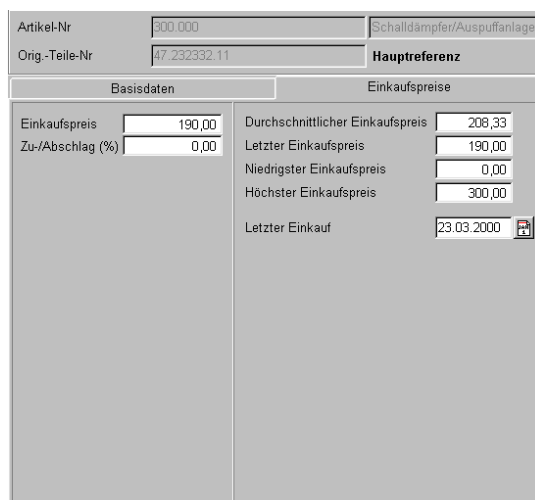 Artikel-Nr 300.000 Schalldämpfer/Auspuffanlage
Orig.-Teile-Nr 47.232332.11 Hauptreferenz
Basisdaten Einkaufspreise
Einkaufspreis 190,00
Zu-/Abschlag (%) 0,00
Durchschnittlicher Einkaufspreis 208,33
Letzter Einkaufspreis 190,00
Niedrigster Einkaufspreis 0,00
Höchster Einkaufspreis 300,00
Letzter Einkauf 23.03.2000